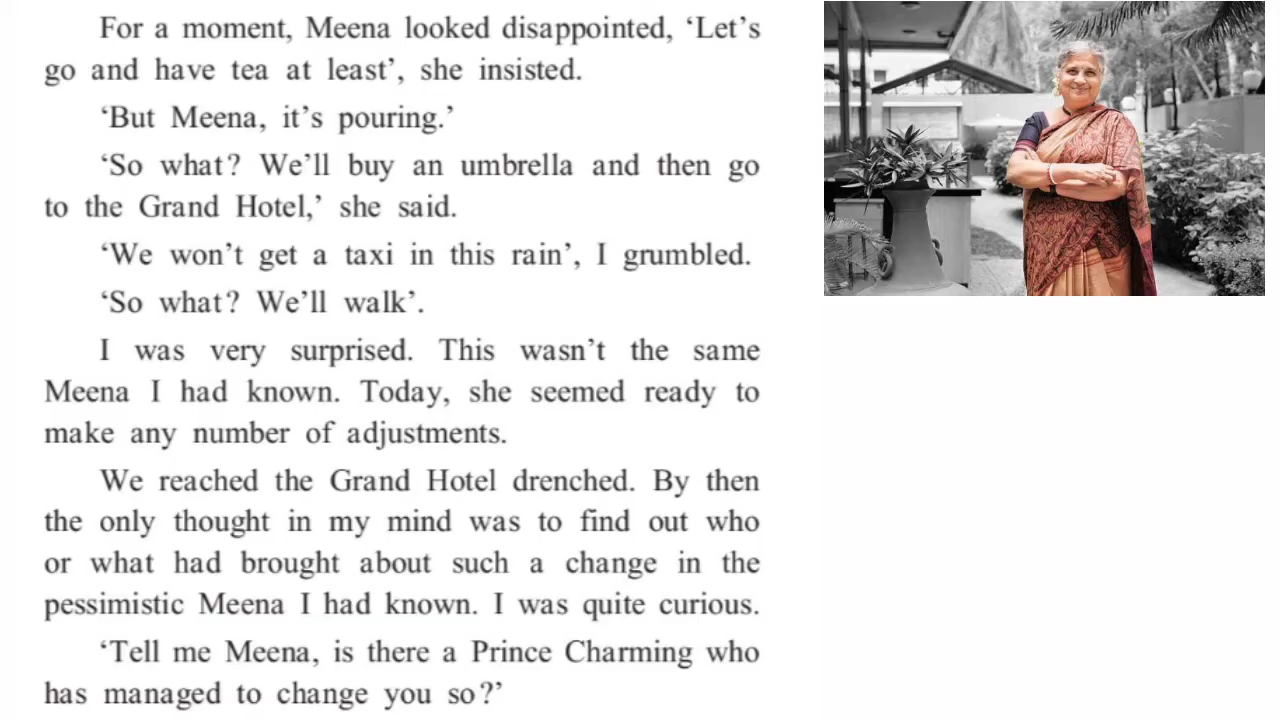 For a moment, Meena looked disappointed, ‘Let’s
go and have tea at least’, she insisted.
‘But Meena, it’s pouring.’
‘So what? We’ll buy an umbrella and then go
to the Grand Hotel,’ she said.
‘We won’t get a taxi in this rain’, I grumbled.
‘So what? We’ll walk’.
I was very surprised. This wasn’t the same
Meena I had known. Today, she seemed ready to
make any number of adjustments.
We reached the Grand Hotel drenched. By then
the only thought in my mind was to find out who
or what had brought about such a change in the
pessimistic Meena I had known. I was quite curious.
‘Tell me Meena, is there a Prince Charming who
has managed to change you so?’